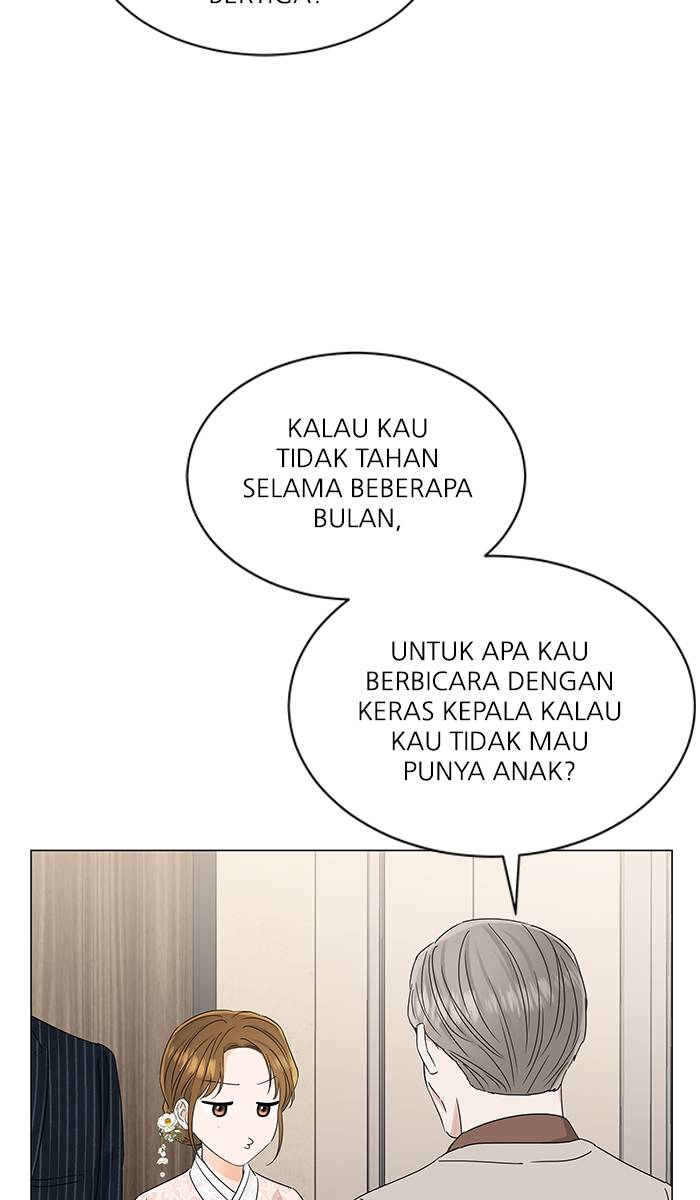 BERTIGA?
KALAU KAU
TIDAK TAHAN
SELAMA BEBERAPA
BULAN,
UNTUK APA KAU
BERBICARA DENGAN
KERAS KEPALA KALAU
KAU TIDAK MAU
PUNYA ANAK?